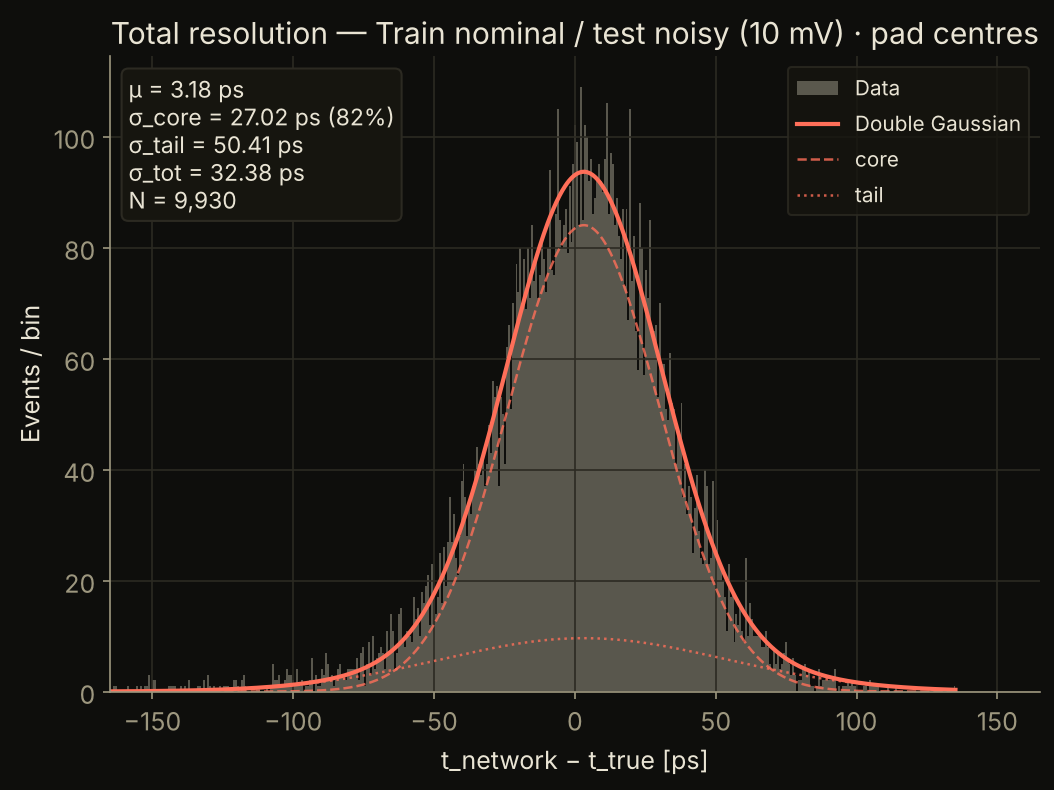 Total resolution — Train nominal / test noisy (10 mV) · pad centres
μ = 3.18 ps
σ_core = 27.02 ps (82%)
σ_tail = 50.41 ps
σ_tot = 32.38 ps
N = 9,930
Data
Double Gaussian
core
tail
Events / bin
100
80
60
40
20
0
−150
−100
−50
0
50
100
150
t_network − t_true [ps]